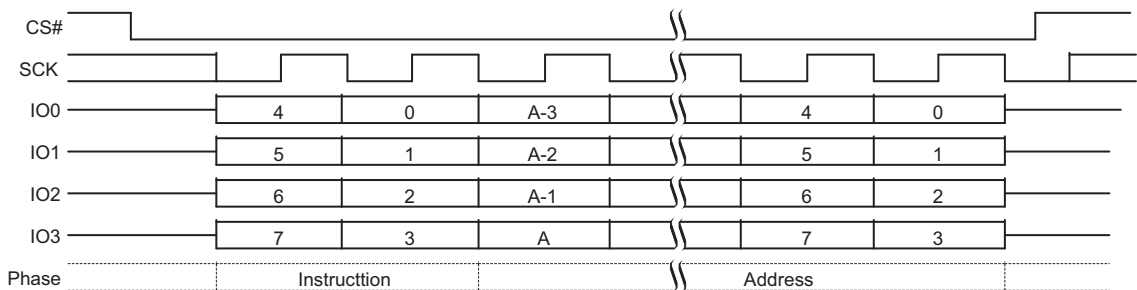 CS#
SCK
IO0 4 0 A-3 4 0
IO1 5 1 A-2 5 1
IO2 6 2 A-1 6 2
IO3 7 3 A 7 3
Phase Instructtion Address